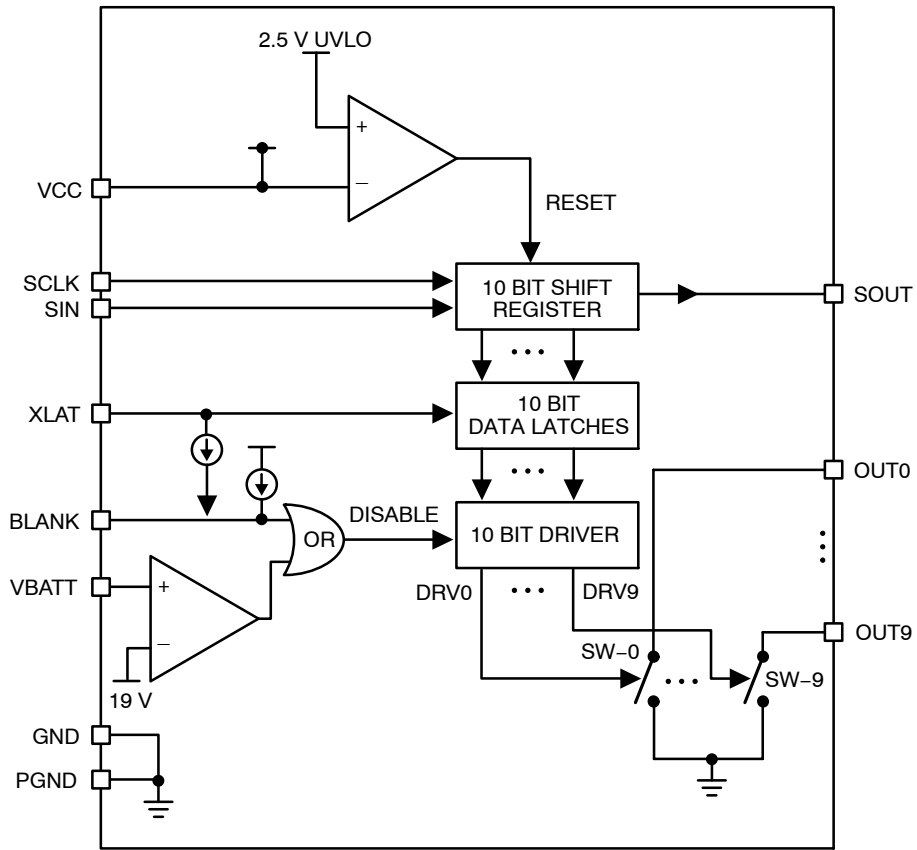 2.5 V UVLO
+
−
VCC
RESET
SCLK
SIN
10 BIT SHIFT
REGISTER
SOUT
XLAT
10 BIT
DATA LATCHES
OUT0
BLANK
OR
DISABLE
10 BIT DRIVER
VBATT
+
−
19 V
DRV0
DRV9
OUT9
SW−0
SW−9
GND
PGND